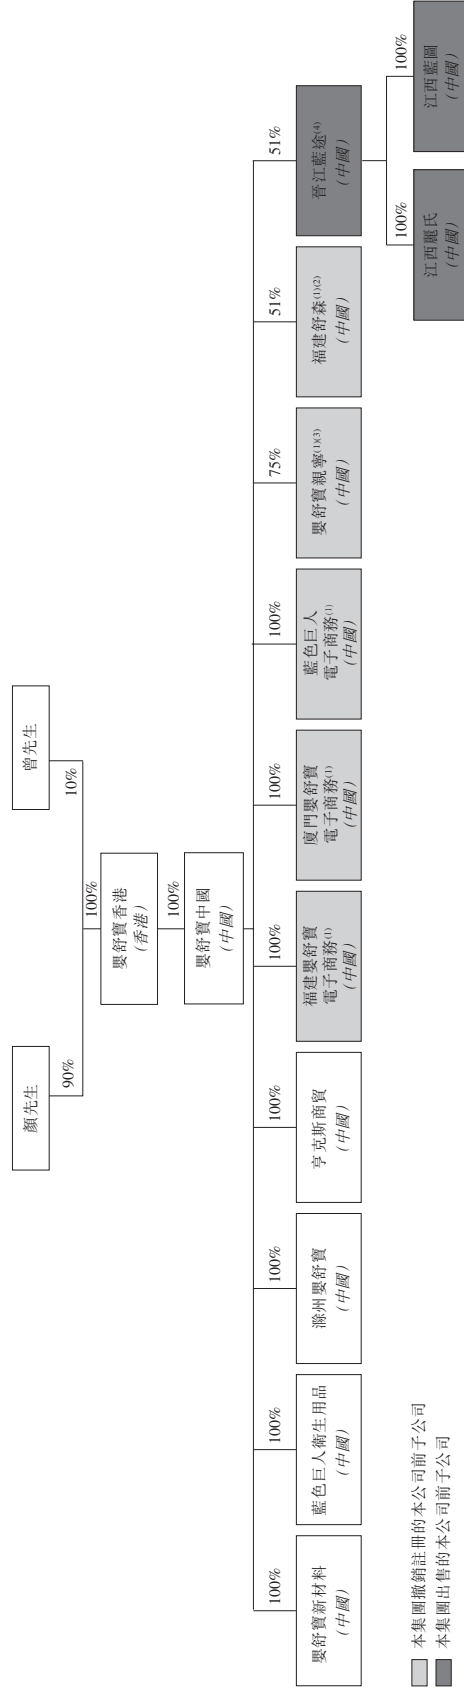 顏先生
曾先生
90%
10%
100%
嬰舒寶香港
(香港)
100%
嬰舒寶中國
(中國)
100%
100%
100%
100%
100%
100%
100%
75%
51%
51%
嬰舒寶新材料
(中國)
藍色巨人衛生用品
(中國)
滁州嬰舒寶
(中國)
亨克斯商貿
(中國)
福建嬰舒寶
電子商務(1)
(中國)
廈門嬰舒寶
電子商務(1)
(中國)
藍色巨人
電子商務(1)
(中國)
嬰舒寶親寧(1)(3)
(中國)
福建舒森(1)(2)
(中國)
晉江藍途(4)
(中國)
100%
100%
江西麗氏
(中國)
江西藍圖
(中國)
本集團撤銷註冊的本公司前子公司
本集團出售的本公司前子公司